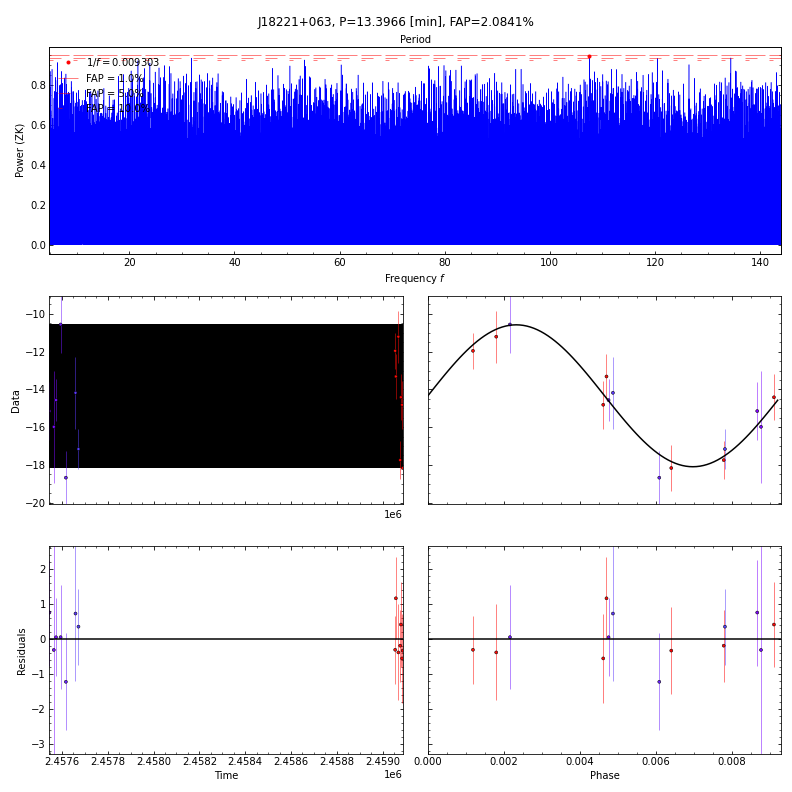 J18221+063, P=13.3966 [min], FAP=2.0841%
Period
1/f = 0.009303
FAP = 1.0%
0.8
0.6
0.4
0.2
0.0
Power (ZK)
20 40 60 80 100 120 140
Frequency f
−10
−12
−14
−16
−18
−20
Data
1e6
2
1
0
−1
−2
−3
Residuals
2.4576 2.4578 2.4580 2.4582 2.4584 2.4586 2.4588 2.4590
Time
1e6
0.000 0.002 0.004 0.006 0.008
Phase